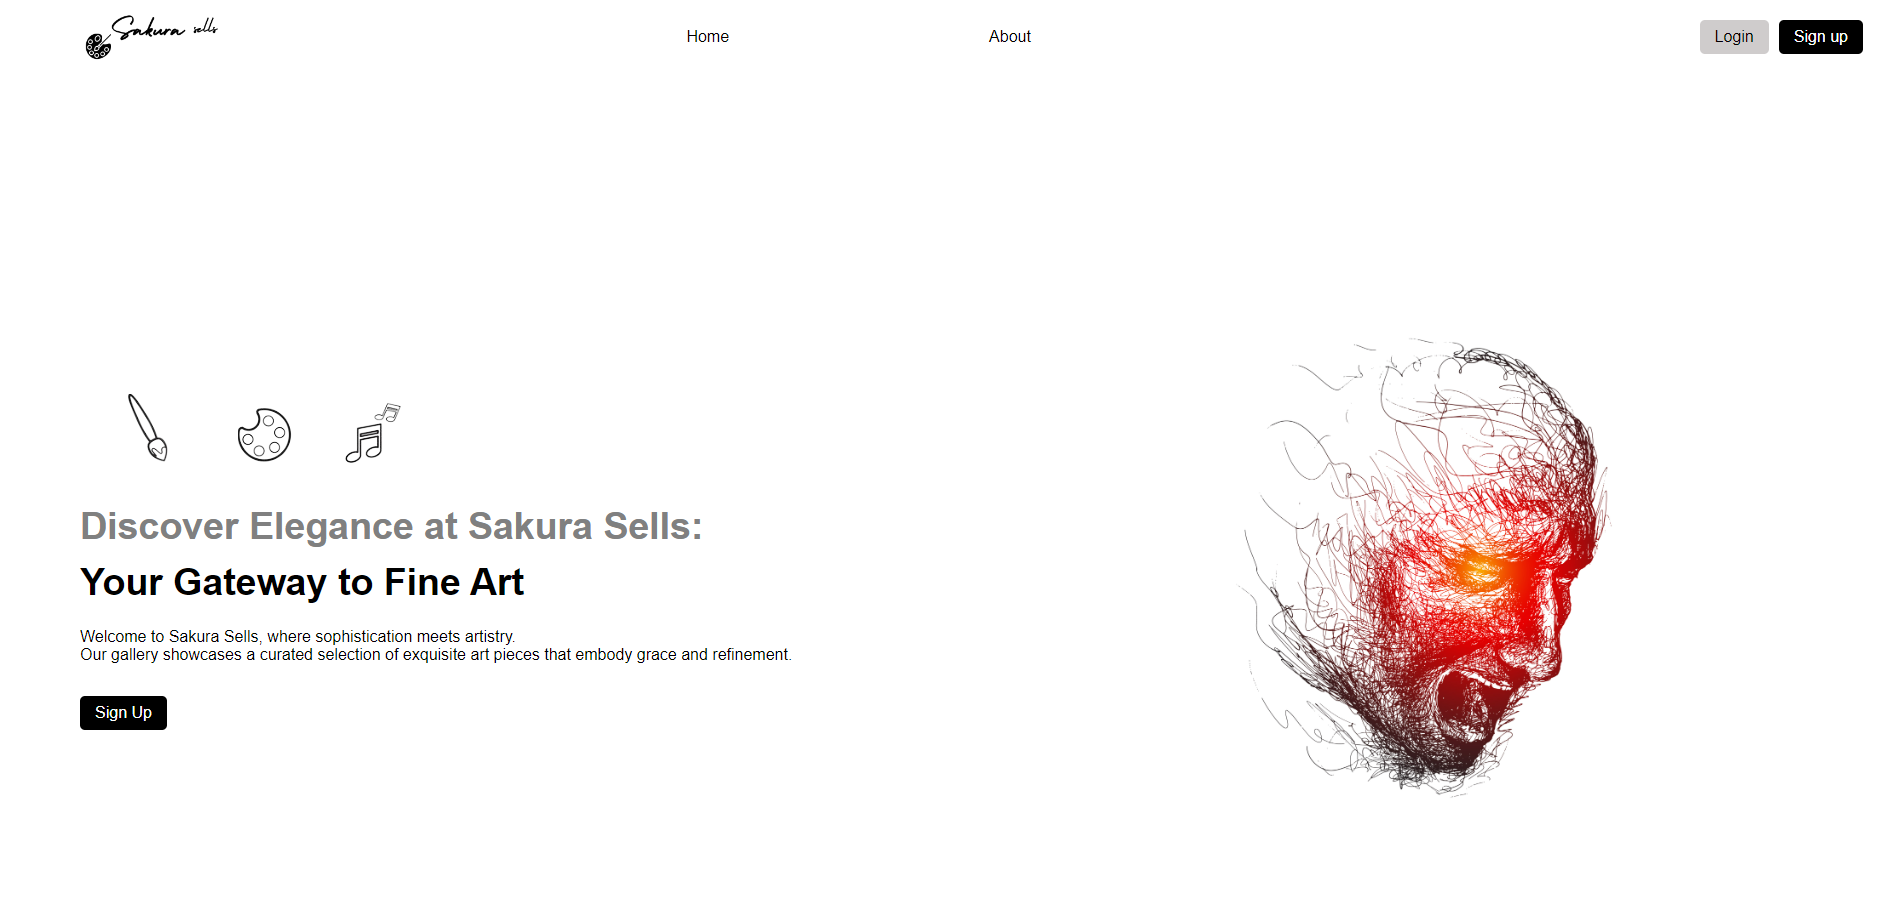 Sakura sells
Home
About
Login
Sign up
Discover Elegance at Sakura Sells:
Your Gateway to Fine Art
Welcome to Sakura Sells, where sophistication meets artistry.
Our gallery showcases a curated selection of exquisite art pieces that embody grace and refinement.
Sign Up